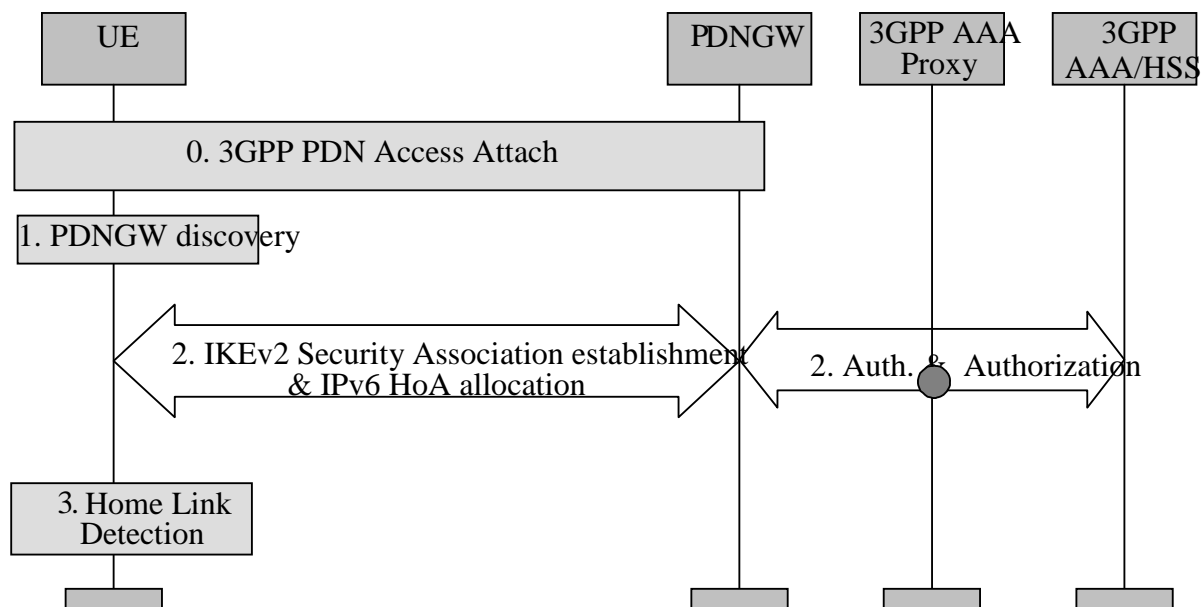 UE
PDNGW
3GPP AAA
Proxy
3GPP
AAA/HSS
0. 3GPP PDN Access Attach
1. PDNGW discovery
2. IKEv2 Security Association establishment
& IPv6 HoA allocation
2. Auth. & Authorization
3. Home Link
Detection